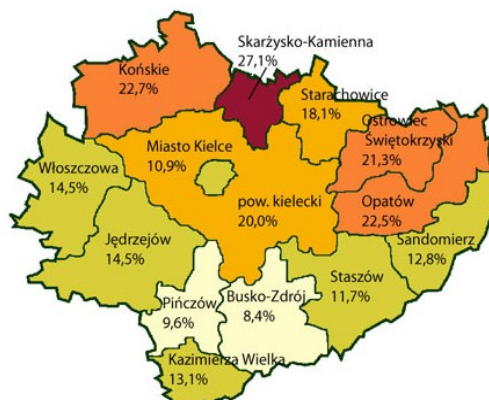 Skarżysko-Kamienna
27,1%
Końskie
22,7%
Starachowice
18,1%
Ostrowiec
Świętokrzyski
21,3%
Miasto Kielce
10,9%
Włoszczowa
14,5%
pow. kielecki
20,0%
Opatów
22,5%
Sandomierz
12,8%
Jędrzejów
14,5%
Staszów
11,7%
Pińczów
9,6%
Busko-Zdrój
8,4%
Kazimierza Wielka
13,1%